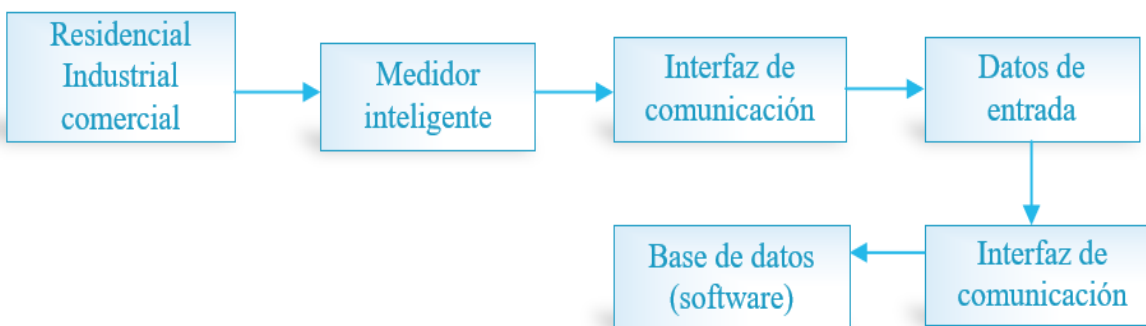 Residencial
Industrial
comercial
Medidor
inteligente
Interfaz de
comunicación
Datos de
entrada
Interfaz de
comunicación
Base de datos
(software)